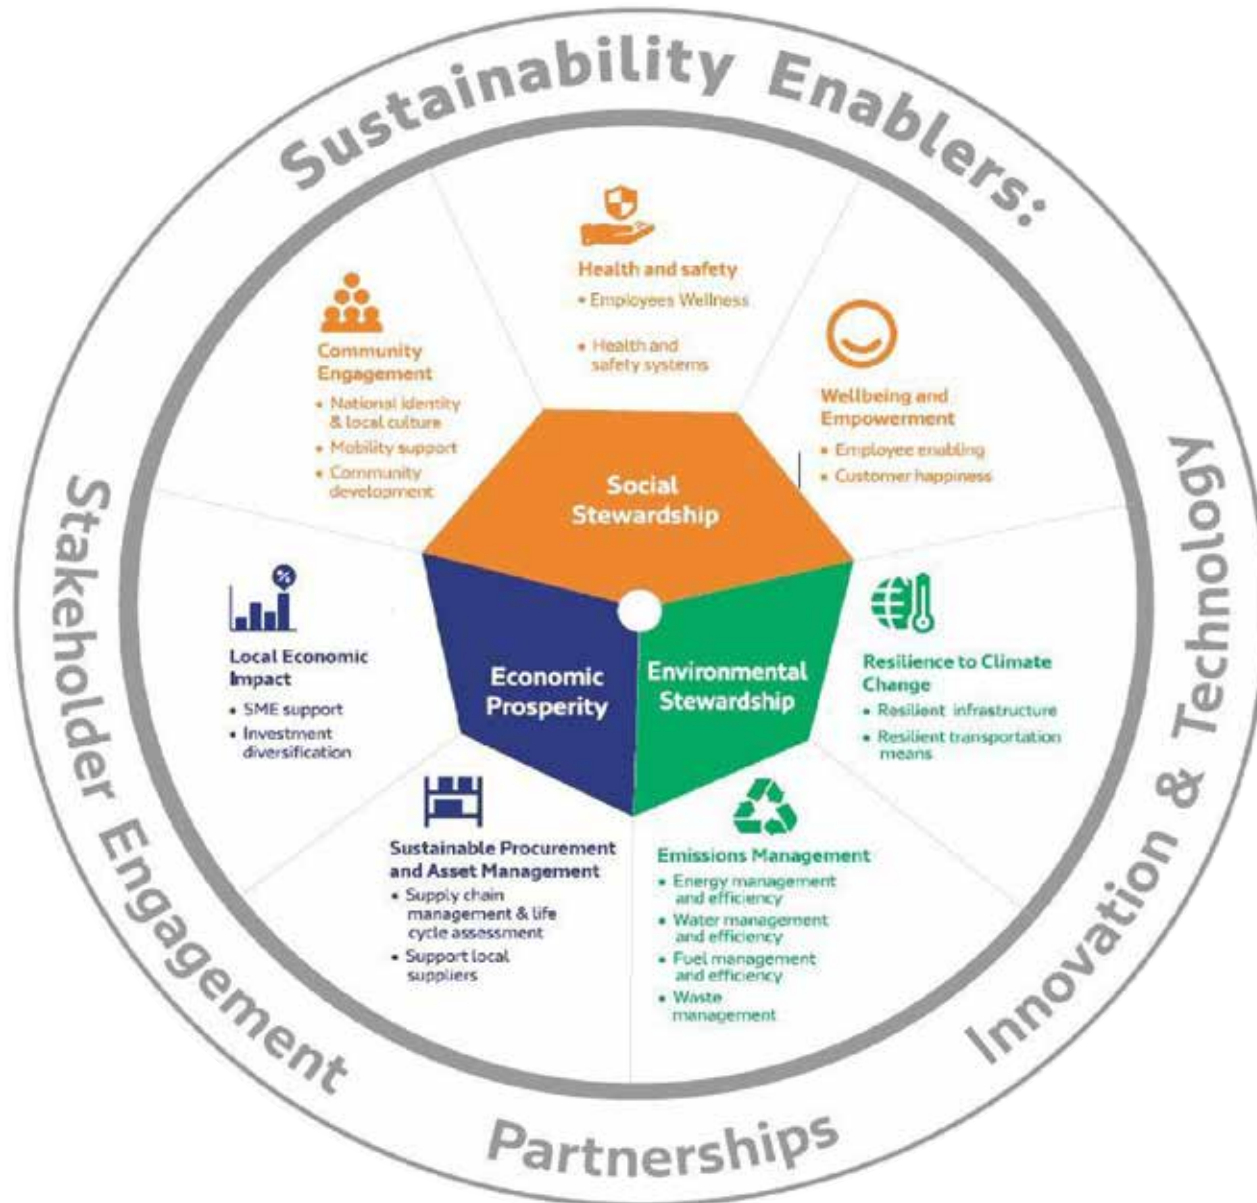 Sustainability Enablers:
Health and safety
• Employees Wellness
• Health and
safety systems
Community
Engagement
• National identity
& local culture
• Mobility support
• Community
development
Wellbeing and
Empowerment
• Employee enabling
• Customer happiness
Social
Stewardship
Local Economic
Impact
• SME support
• Investment
diversification
Economic
Prosperity
Environmental
Stewardship
Resilience to Climate
Change
• Resilient infrastructure
• Resilient transportation
means
%
Sustainable Procurement
and Asset Management
• Supply chain
management & life
cycle assessment
• Support local
suppliers
Emissions Management
• Energy management
and efficiency
• Water management
and efficiency
• Fuel management
and efficiency
• Waste
management
Stakeholder Engagement
Partnerships
Innovation & Technology